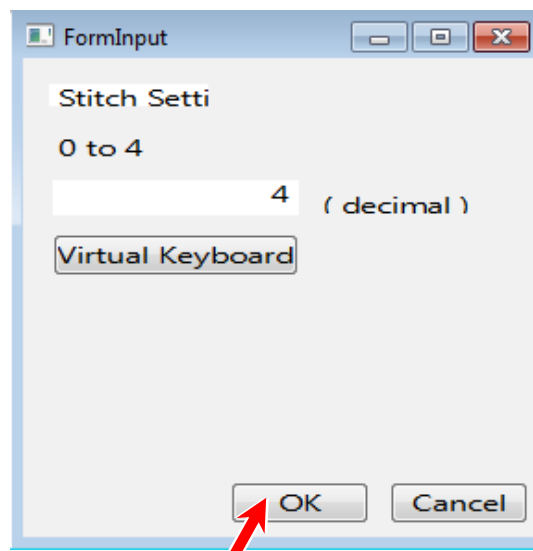 FormInput
Stitch Setti
0 to 4
4 ( decimal )
Virtual Keyboard
OK Cancel